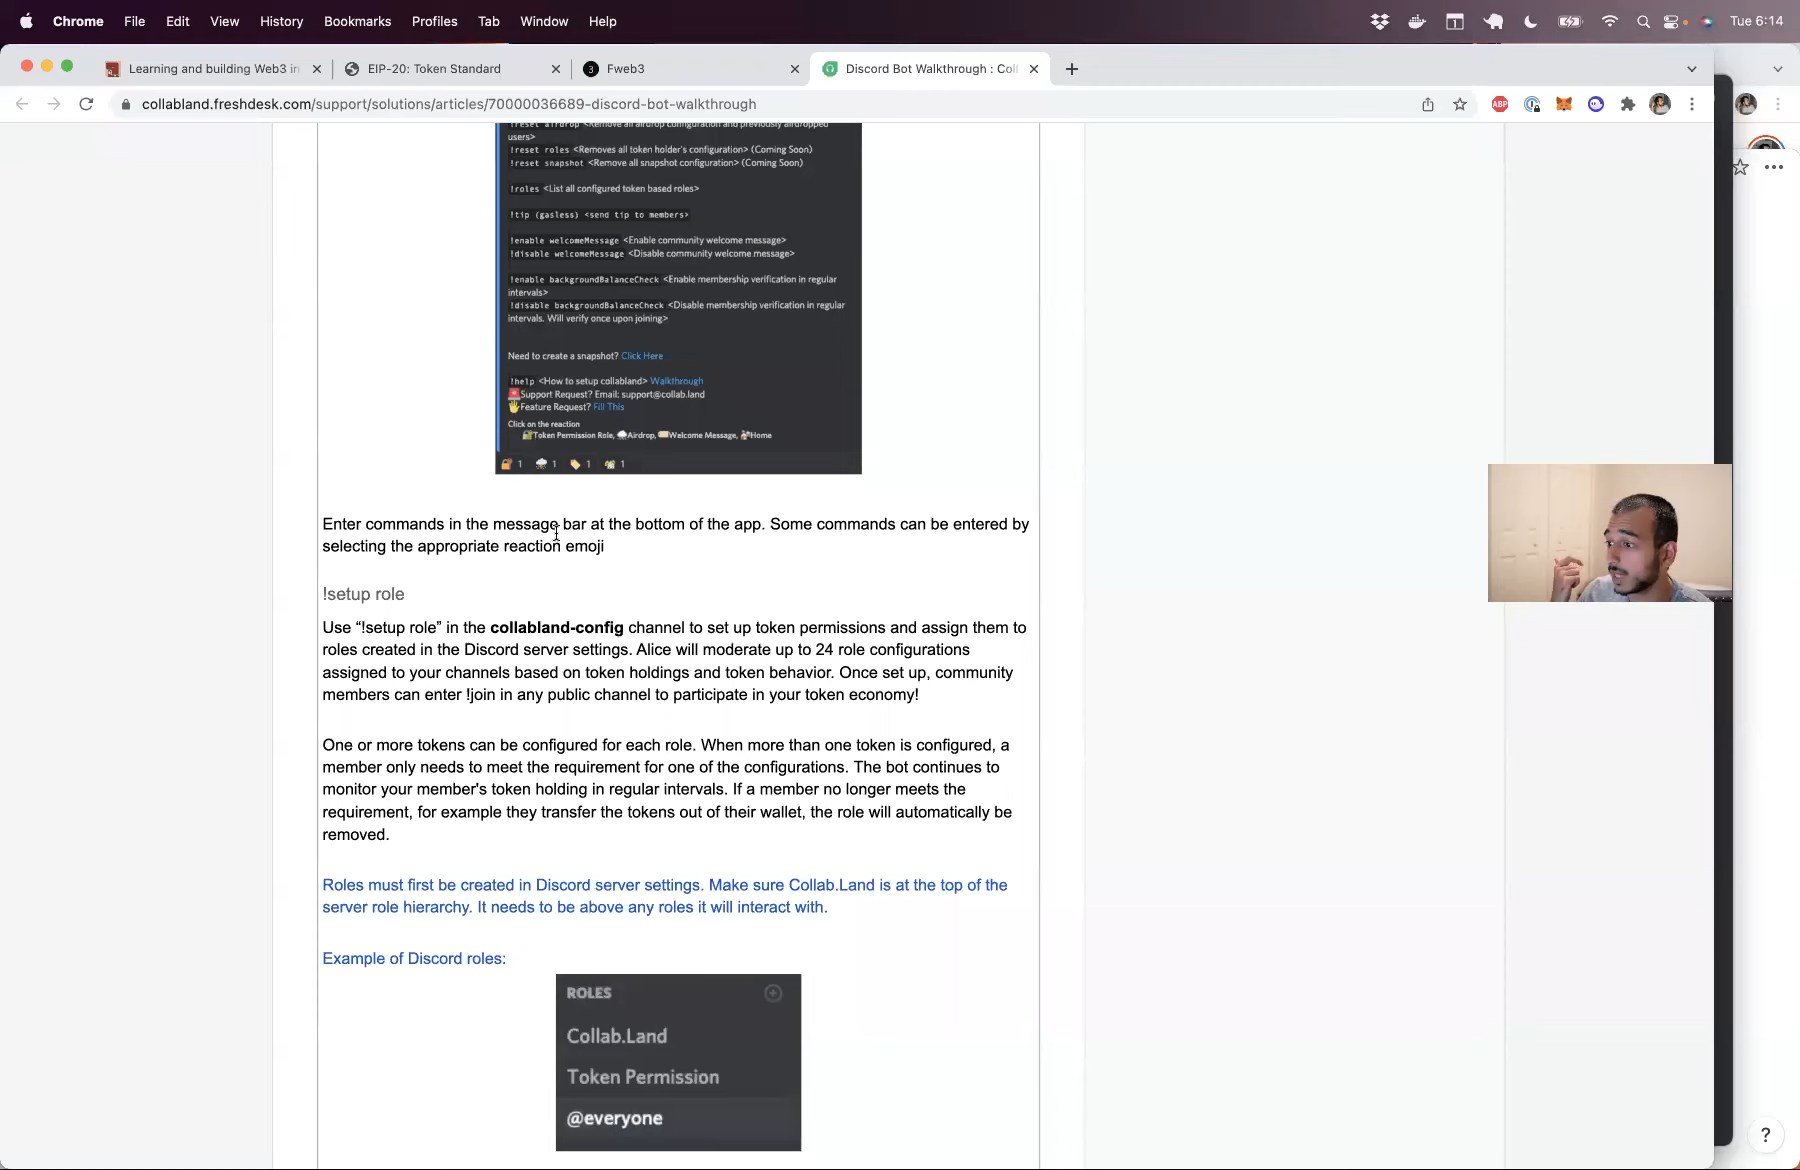 Chrome File Edit View History Bookmarks Profiles Tab Window Help
1
Tue 6:14
Learning and building Web3 in
EIP-20: Token Standard
3
Fweb3
Discord Bot Walkthrough : Coll
collabland.freshdesk.com/support/solutions/articles/70000036689-discord-bot-walkthrough
ABP
!reset airdrop <Remove all airdrop configuration and previously airdropped
users>
!reset roles <Removes all token holder's configuration> (Coming Soon)
!reset snapshot <Remove all snapshot configuration> (Coming Soon)
!roles <List all configured token based roles>
!tip (gasless) <send tip to members>
!enable welcomeMessage <Enable community welcome message>
!disable welcomeMessage <Disable community welcome message>
!enable backgroundBalanceCheck <Enable membership verification in regular
intervals>
!disable backgroundBalanceCheck <Disable membership verification in regular
intervals. Will verify once upon joining>
Need to create a snapshot? Click Here
!help <How to setup collabland> Walkthrough
Support Request? Email: support@collab.land
Feature Request? Fill This
Click on the reaction
Token Permission Role, Airdrop, Welcome Message, Home
1 1 1 1
Enter commands in the message bar at the bottom of the app. Some commands can be entered by
selecting the appropriate reaction emoji
!setup role
Use “!setup role” in the collabland-config channel to set up token permissions and assign them to
roles created in the Discord server settings. Alice will moderate up to 24 role configurations
assigned to your channels based on token holdings and token behavior. Once set up, community
members can enter !join in any public channel to participate in your token economy!
One or more tokens can be configured for each role. When more than one token is configured, a
member only needs to meet the requirement for one of the configurations. The bot continues to
monitor your member's token holding in regular intervals. If a member no longer meets the
requirement, for example they transfer the tokens out of their wallet, the role will automatically be
removed.
Roles must first be created in Discord server settings. Make sure Collab.Land is at the top of the
server role hierarchy. It needs to be above any roles it will interact with.
Example of Discord roles:
ROLES
Collab.Land
Token Permission
@everyone
?